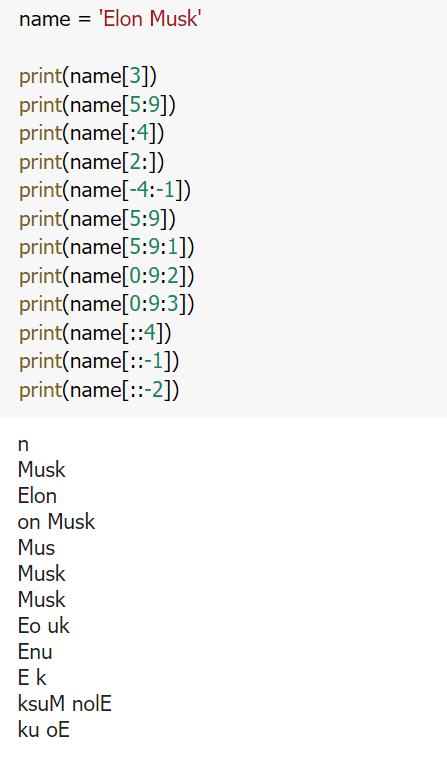 name = 'Elon Musk'
print(name[3])
print(name[5:9])
print(name[:4])
print(name[2:])
print(name[-4:-1])
print(name[5:9])
print(name[5:9:1])
print(name[0:9:2])
print(name[0:9:3])
print(name[::4])
print(name[::-1])
print(name[::-2])
n
Musk
Elon
on Musk
Mus
Musk
Musk
Eo uk
Enu
E k
ksuM nolE
ku oE